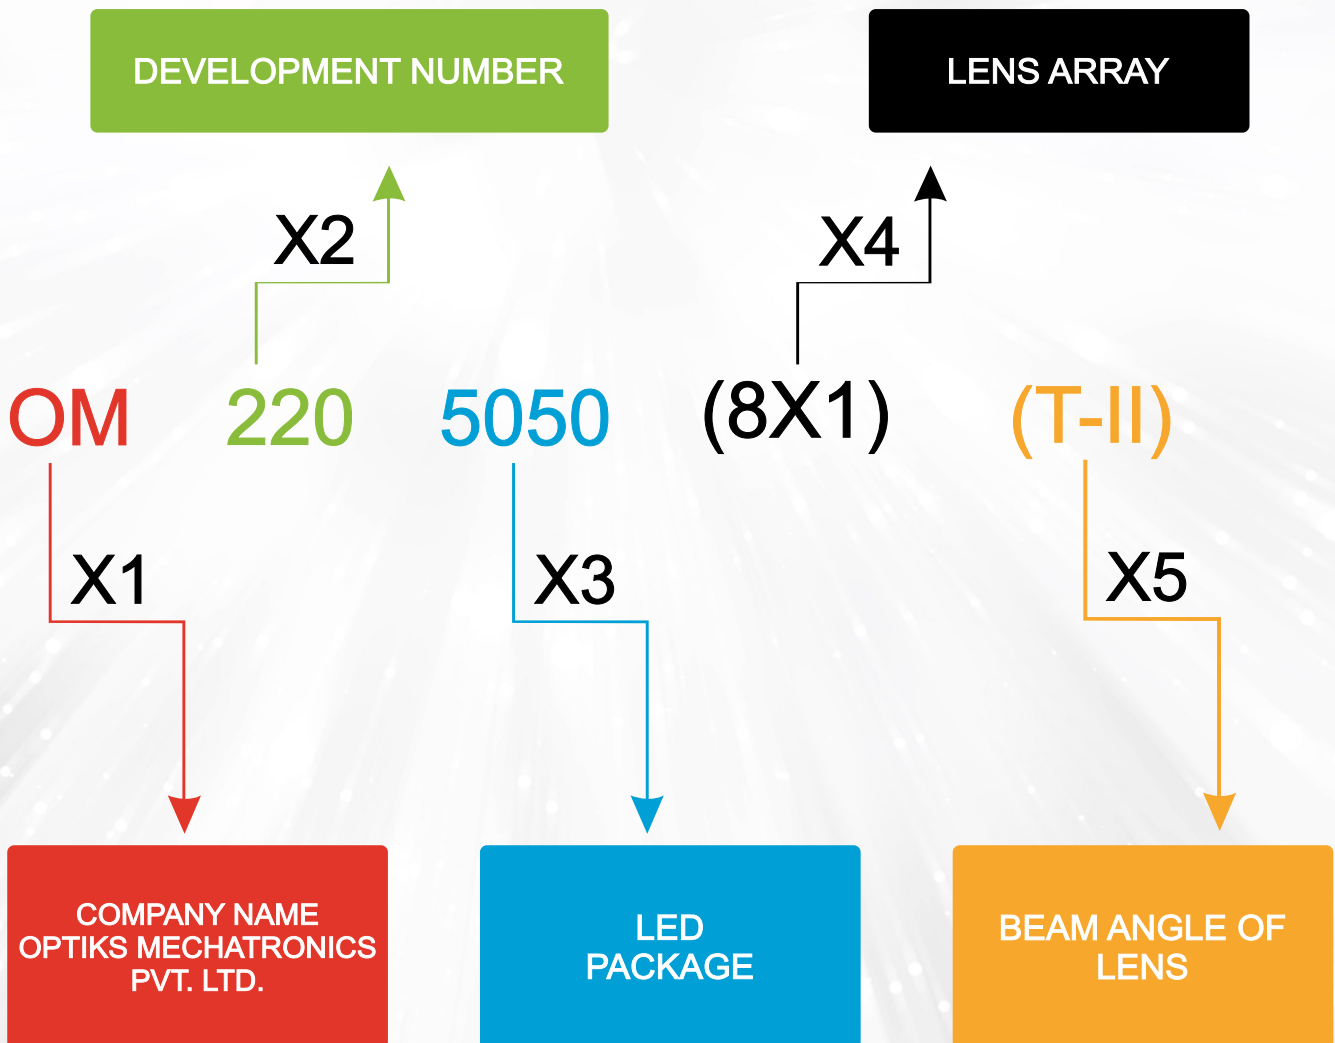 DEVELOPMENT NUMBER
LENS ARRAY
X2
X4
OM 220 5050 (8X1) (T-II)
X1
X3
X5
COMPANY NAME
OPTIKS MECHATRONICS
PVT. LTD.
LED
PACKAGE
BEAM ANGLE OF
LENS